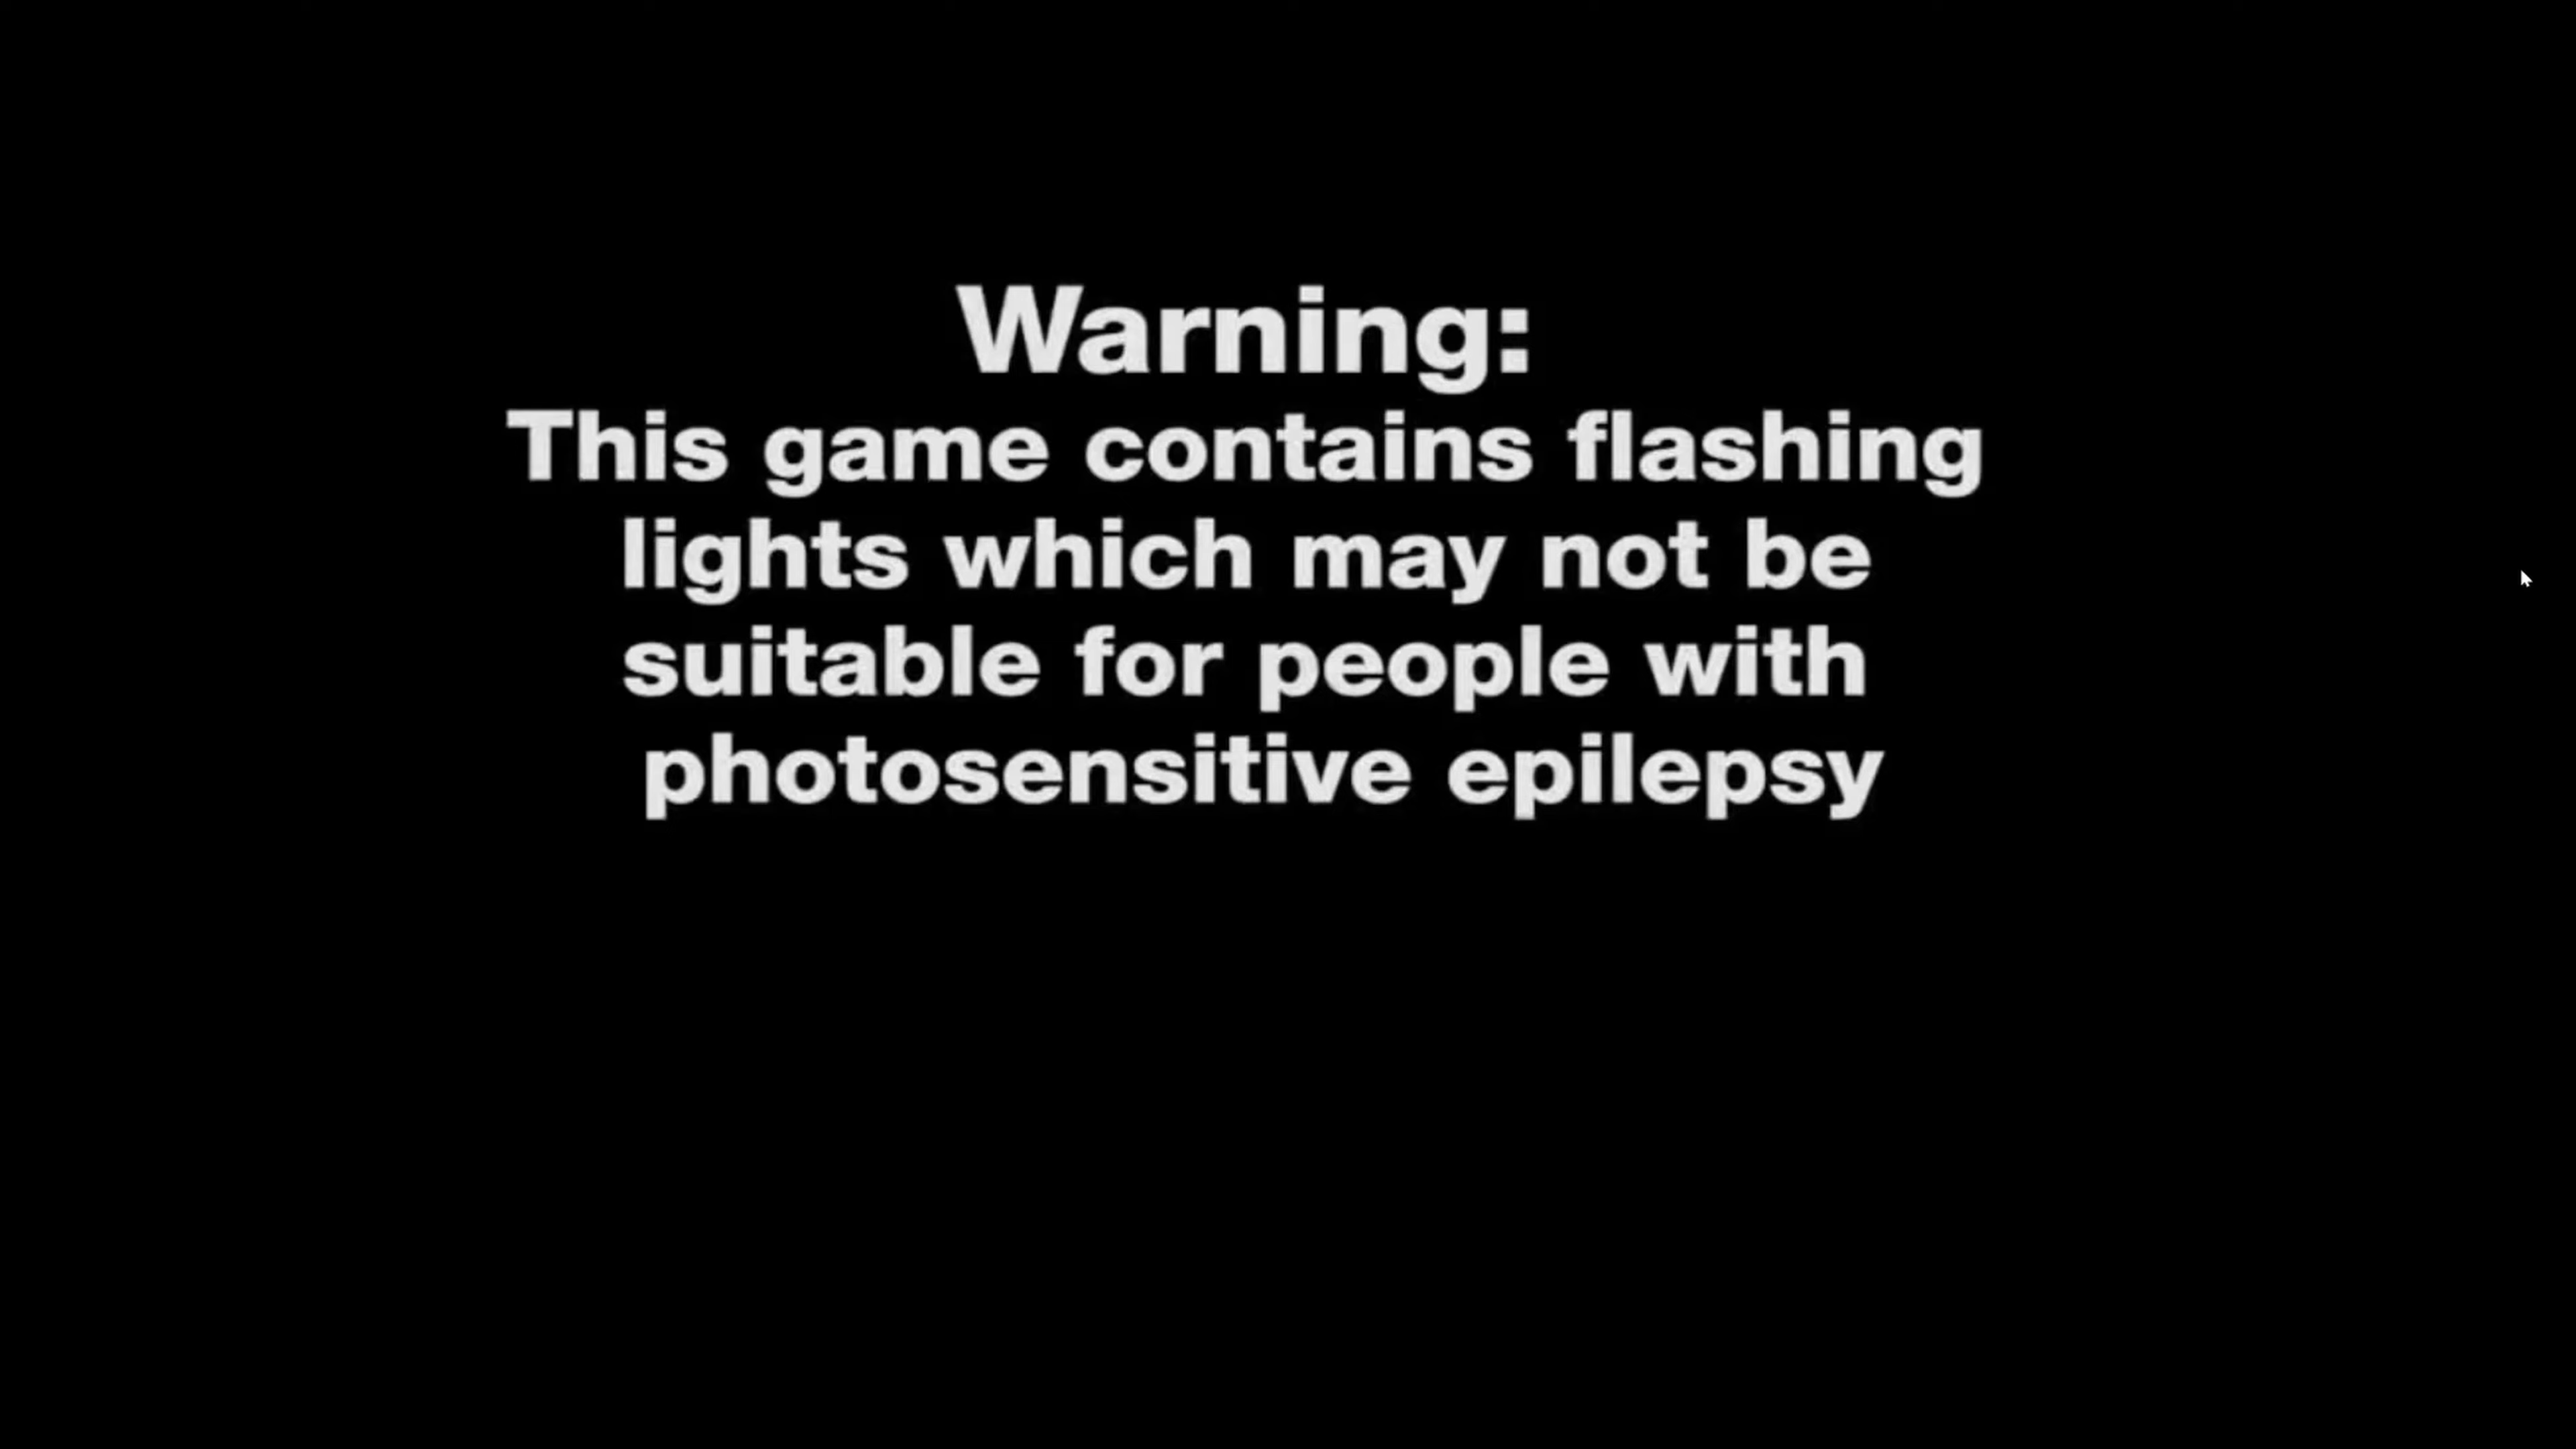 Warning:
This game contains flashing
lights which may not be
suitable for people with
photosensitive epilepsy